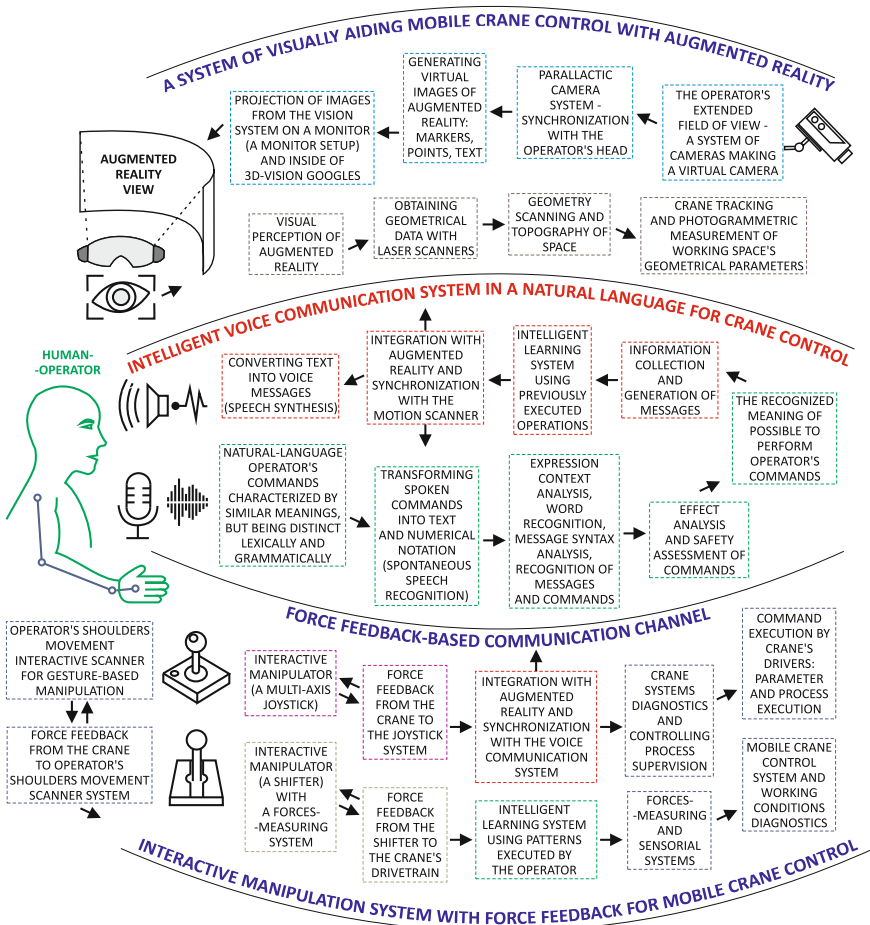 A SYSTEM OF VISUALLY AIDING MOBILE CRANE CONTROL WITH AUGMENTED REALITY
AUGMENTED
REALITY
VIEW
PROJECTION OF IMAGES
FROM THE VISION
SYSTEM ON A MONITOR
(A MONITOR SETUP)
AND INSIDE OF
3D-VISION GOOGLES
GENERATING
VIRTUAL
IMAGES OF
AUGMENTED
REALITY:
MARKERS,
POINTS, TEXT
PARALLACTIC
CAMERA
SYSTEM -
SYNCHRONIZATION
WITH THE
OPERATOR'S HEAD
THE OPERATOR'S
EXTENDED
FIELD OF VIEW -
A SYSTEM OF
CAMERAS MAKING
A VIRTUAL CAMERA
VISUAL
PERCEPTION OF
AUGMENTED
REALITY
OBTAINING
GEOMETRICAL
DATA WITH
LASER SCANNERS
GEOMETRY
SCANNING AND
TOPOGRAPHY OF
SPACE
CRANE TRACKING
AND PHOTOGRAMMETRIC
MEASUREMENT OF
WORKING SPACE'S
GEOMETRICAL PARAMETERS
INTELLIGENT VOICE COMMUNICATION SYSTEM IN A NATURAL LANGUAGE FOR CRANE CONTROL
HUMAN-
-OPERATOR
CONVERTING TEXT
INTO VOICE
MESSAGES
(SPEECH SYNTHESIS)
INTEGRATION WITH
AUGMENTED
REALITY AND
SYNCHRONIZATION
WITH THE
MOTION SCANNER
INTELLIGENT
LEARNING
SYSTEM
USING
PREVIOUSLY
EXECUTED
OPERATIONS
INFORMATION
COLLECTION
AND
GENERATION OF
MESSAGES
THE RECOGNIZED
MEANING OF
POSSIBLE TO
PERFORM
OPERATOR'S
COMMANDS
NATURAL-LANGUAGE
OPERATOR'S
COMMANDS
CHARACTERIZED BY
SIMILAR MEANINGS,
BUT BEING DISTINCT
LEXICALLY AND
GRAMMATICALLY
TRANSFORMING
SPOKEN
COMMANDS
INTO TEXT
AND NUMERICAL
NOTATION
(SPONTANEOUS
SPEECH
RECOGNITION)
EXPRESSION
CONTEXT
ANALYSIS,
WORD
RECOGNITION,
MESSAGE SYNTAX
ANALYSIS,
RECOGNITION OF
MESSAGES
AND COMMANDS
EFFECT
ANALYSIS
AND SAFETY
ASSESSMENT OF
COMMANDS
FORCE FEEDBACK-BASED COMMUNICATION CHANNEL
OPERATOR'S SHOULDERS
MOVEMENT
INTERACTIVE SCANNER
FOR GESTURE-BASED
MANIPULATION
FORCE FEEDBACK
FROM THE CRANE
TO OPERATOR'S
SHOULDERS MOVEMENT
SCANNER SYSTEM
INTERACTIVE
MANIPULATOR
(A MULTI-AXIS
JOYSTICK)
FORCE
FEEDBACK
FROM THE
CRANE TO
THE JOYSTICK
SYSTEM
INTEGRATION WITH
AUGMENTED
REALITY AND
SYNCHRONIZATION
WITH THE VOICE
COMMUNICATION
SYSTEM
CRANE
SYSTEMS
DIAGNOSTICS
AND
CONTROLLING
PROCESS
SUPERVISION
COMMAND
EXECUTION BY
CRANE'S
DRIVERS:
PARAMETER
AND PROCESS
EXECUTION
INTERACTIVE
MANIPULATOR
(A SHIFTER)
WITH
A FORCES-
-MEASURING
SYSTEM
FORCE
FEEDBACK
FROM THE
SHIFTER TO
THE CRANE'S
DRIVETRAIN
INTELLIGENT
LEARNING SYSTEM
USING PATTERNS
EXECUTED BY
THE OPERATOR
FORCES-
-MEASURING
AND
SENSORIAL
SYSTEMS
MOBILE CRANE
CONTROL
SYSTEM AND
WORKING
CONDITIONS
DIAGNOSTICS
INTERACTIVE MANIPULATION SYSTEM WITH FORCE FEEDBACK FOR MOBILE CRANE CONTROL